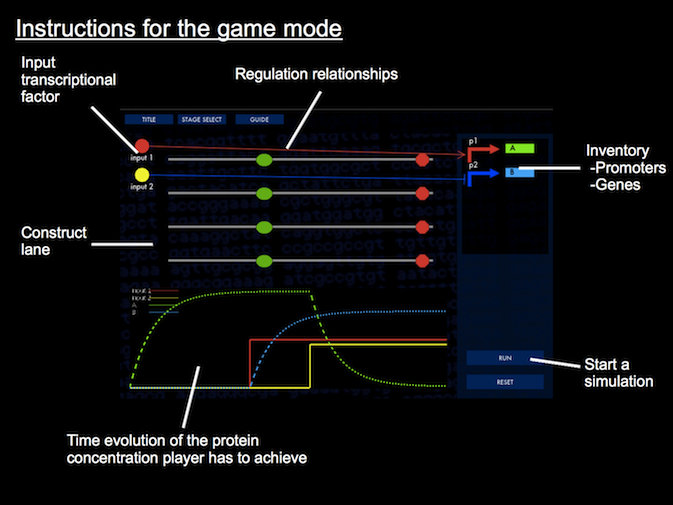 Instructions for the game mode
Input
transcriptional
factor
Regulation relationships
TITLE
STAGE SELECT
GUIDE
input 1
input 2
p1
A
p2
B
Inventory
-Promoters
-Genes
Construct
lane
input 1
input 2
A
B
RUN
RESET
Start a
simulation
Time evolution of the protein
concentration player has to achieve